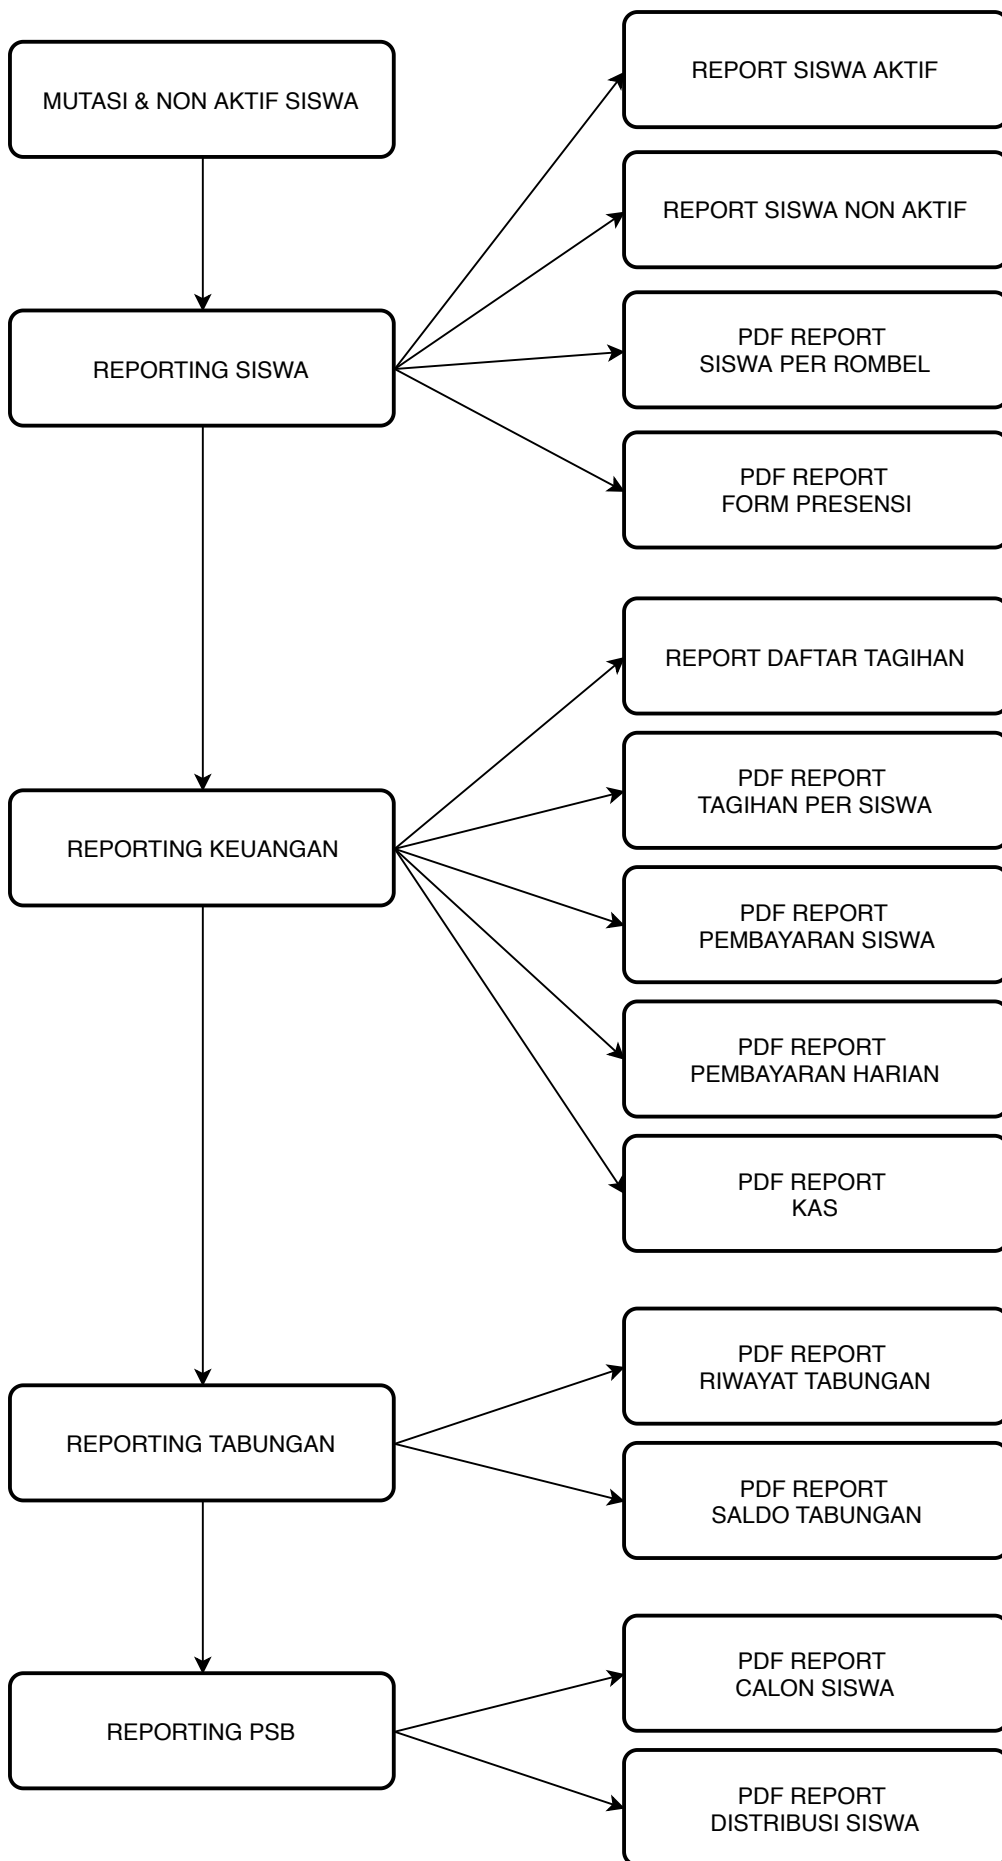 MUTASI & NON AKTIF SISWA
REPORTING SISWA
REPORT SISWA AKTIF
REPORT SISWA NON AKTIF
PDF REPORT
SISWA PER ROMBEL
PDF REPORT
FORM PRESENSI
REPORTING KEUANGAN
REPORT DAFTAR TAGIHAN
PDF REPORT
TAGIHAN PER SISWA
PDF REPORT
PEMBAYARAN SISWA
PDF REPORT
PEMBAYARAN HARIAN
PDF REPORT
KAS
REPORTING TABUNGAN
PDF REPORT
RIWAYAT TABUNGAN
PDF REPORT
SALDO TABUNGAN
REPORTING PSB
PDF REPORT
CALON SISWA
PDF REPORT
DISTRIBUSI SISWA